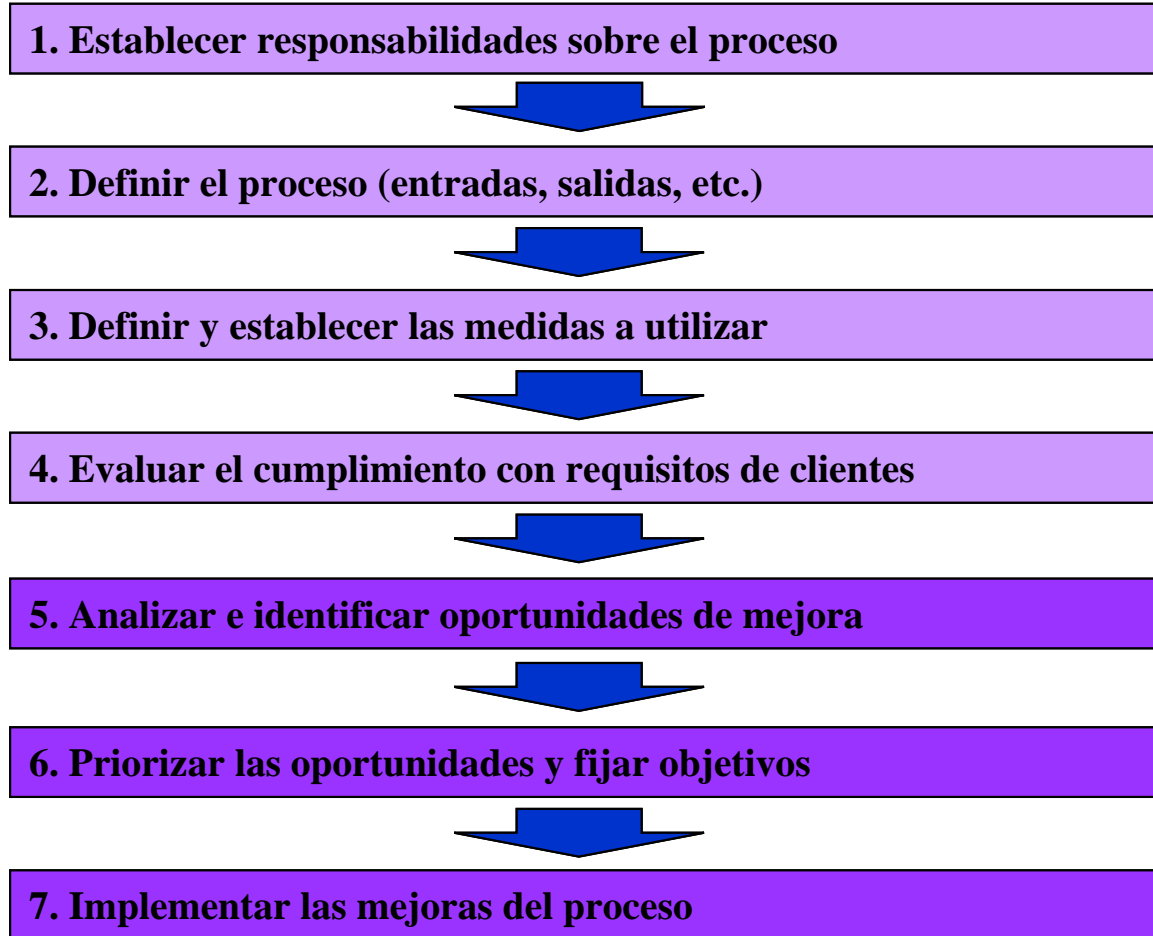 1. Establecer responsabilidades sobre el proceso
2. Definir el proceso (entradas, salidas, etc.)
3. Definir y establecer las medidas a utilizar
4. Evaluar el cumplimiento con requisitos de clientes
5. Analizar e identificar oportunidades de mejora
6. Priorizar las oportunidades y fijar objetivos
7. Implementar las mejoras del proceso